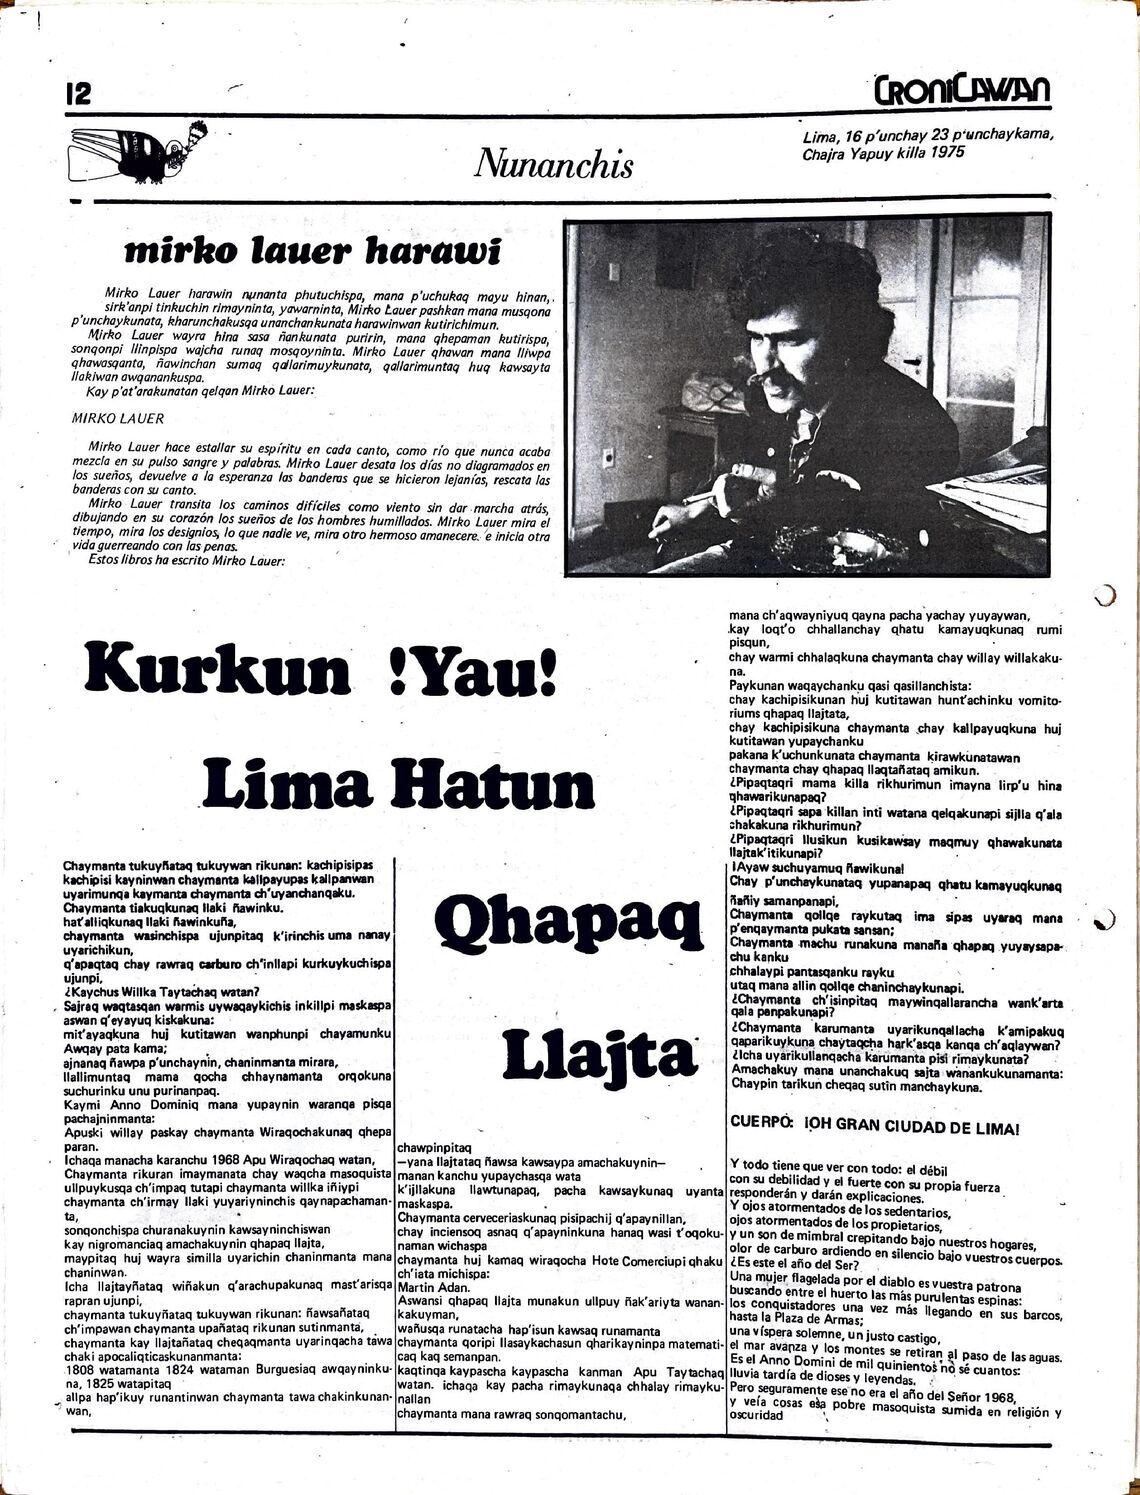 12
CRONICAWAN
Lima, 16 p'unchay 23 p'unchaykama,
Chajra Yapuy killa 1975
Nunanchis
mirko lauer harawi
Mirko Lauer harawin nunanta phutuchispa, mana p'uchukaq mayu hinan,
sirk'anpi tinkuchin rimayninta, yawarninta, Mirko Lauer pashkan mana musqona
p'unchaykunata, kharunchakusqa unanchankunata harawinwan kutirichimun.
Mirko Lauer wayra hina sasa ñankunata puririn, mana qhepaman kutirispa,
sonqonpi llinpispa wajcha runaq mosqoyninta. Mirko Lauer qhawan mana lliwpa
qhawasqanta, ñawinchan sumaq qallarimuykunata, qallarimuntaq huq kawsayta
llakiwan awqanankuspa.
Kay p'at'arakunatan qelqan Mirko Lauer:
MIRKO LAUER
Mirko Lauer hace estallar su espíritu en cada canto, como río que nunca acaba
mezcla en su pulso sangre y palabras. Mirko Lauer desata los días no diagramados en
los sueños, devuelve a la esperanza las banderas que se hicieron lejanías, rescata las
banderas con su canto.
Mirko Lauer transita los caminos difíciles como viento sin dar marcha atrás,
dibujando en su corazón los sueños de los hombres humillados. Mirko Lauer mira el
tiempo, mira los designios, lo que nadie ve, mira otro hermoso amanecere. e inicia otra
vida guerreando con las penas.
Estos libros ha escrito Mirko Lauer:
Kurkun !Yau!
Lima Hatun
Qhapaq
Llajta
Chaymanta tukuyñataq tukuywan rikunan: kachipisipas
kachipisi kayninwan chaymanta kallpayupas kallpanwan
uyarimunqa kaymanta chaymanta ch'uyanchanqaku.
Chaymanta tiakuqkunaq llaki ñawinku.
hat'alliqkunaq llaki ñawinkuña,
chaymanta wasinchispa ujunpitaq k'irinchis uma nanay
uyarichikun,
q'apaqtaq chay rawraq carburo ch'inllapi kurkuykuchispa
ujunpi,
¿Kaychus Willka Taytachaq watan?
Sajraq waqtasqan warmis uywaqaykichis inkillpi maskaspa
aswan q'eyayuq kiskakuna:
mit'ayaqkuna huj kutitawan wanphunpi chayamunku
Awqay pata kama;
ajnanaq ñawpa p'unchaynin, chaninmanta mirara,
llallimuntaq mama qocha chhaynamanta orqokuna
suchurinku unu purinanpaq.
Kaymi Anno Dominiq mana yupaynin waranqa pisqa
pachajninmanta:
Apuski willay paskay chaymanta Wiraqochakunaq qhepa
paran.
Ichaqa manacha karanchu 1968 Apu Wiraqochaq watan,
Chaymanta rikuran imaymanata chay waqcha masoquista
ullpuykusqa ch'impaq tutapi chaymanta willka iñiypi
chaymanta ch'irmay llaki yuyariyninchis qaynapachaman-
ta,
sonqonchispa churanakuynin kawsayninchiswan
kay nigromanciaq amachakuynin qhapaq llajta,
maypitaq huj wayra similla uyarichin chaninmanta mana
chaninwan.
Icha llajtayñataq wiñakun q'arachupakunaq mast'arisqa
rapran ujunpi,
chaymanta tukuyñataq tukuywan rikunan: ñawsañataq
ch'impawan chaymanta upañataq rikunan sutinmanta,
chaymanta kay llajtañataq cheqaqmanta uyarinqacha tawa
chaki apocaliqticaskunanmanta:
1808 watamanta 1824 wataman Burguesiaq awqayninku-
na, 1825 watapitaq
allpa hap'ikuy runantinwan chaymanta tawa chakinkunan-
wan,
chawpinpitaq
—yana llajtataq ñawsa kawsaypa amachakuynin—
manan kanchu yupaychasqa wata
k'ijllakuna llawtunapaq, pacha kawsaykunaq uyanta
maskaspa.
Chaymanta cerveceriaskunaq pisipachij q'apaynillan,
chay inciensoq asnaq q'apayninkuna hanaq wasi t'oqoku-
naman wichaspa
chaymanta huj kamaq wiraqocha Hote Comerciupi qhaku
ch'iata michispa:
Martin Adan.
Aswansi qhapaq llajta munakun ullpuy ñak'ariyta wanan-
kakuyman,
wañusqa runatacha hap'isun kawsaq runamanta
chaymanta qoripi llasaykachasun qharikayninpa matemati-
caq kaq semanpan.
kaqtinqa kaypascha kaypascha kanman Apu Taytachaq
watan. ichaqa kay pacha rimaykunaqa chhalay rimayku-
nallan
chaymanta mana rawraq sonqomantachu,
mana ch'aqwayniyuq qayna pacha yachay yuyaywan,
kay loqt'o chhallanchay qhatu kamayuqkunaq rumi
pisqun,
chay warmi chhalaqkuna chaymanta chay willay willakaku-
na.
Paykunan waqaychanku qasi qasillanchista:
chay kachipisikunan huj kutitawan hunt'achinku vomito-
riums qhapaq llajtata,
chay kachipisikuna chaymanta chay kallpayuqkuna huj
kutitawan yupaychanku
pakana k'uchunkunata chaymanta kirawkunatawan
chaymanta chay qhapaq llaqtañataq amikun.
¿Pipaqtaqri mama killa rikhurimun imayna lirp'u hina
qhawarikunapaq?
¿Pipaqtaqri sapa killan inti watana qelqakunapi sijlla q'ala
chakakuna rikhurimun?
¿Pipaqtaqri llusikun kusikawsay maqmuy qhawakunata
llajtak'itikunapi?
¡Ayaw suchuyamuq ñawikuna!
Chay p'unchaykunataq yupanapaq qhatu kamayuqkunaq
ñañiy samanpanapi,
Chaymanta qollqe raykutaq ima sipas uyaraq mana
p'enqaymanta pukata sansan;
Chaymanta machu runakuna manaña qhapaq yuyaysapa-
chu kanku
chhalaypi pantasqanku rayku
utaq mana allin qollqe chaninchaykunapi.
¿Chaymanta ch'isinpitaq maywinqallarancha wank'arta
qala panpakunapi?
¿Chaymanta karumanta uyarikunqallacha k'amipakuq
qaparikuykuna chaytaqcha hark'asqa kanqa ch'aqlaywan?
¿Icha uyarikullanqacha karumanta pisi rimaykunata?
Amachakuy mana unanchakuq sajta wanankukunamanta:
Chaypin tarikun cheqaq sutin manchaykuna.
CUERPO: ¡OH GRAN CIUDAD DE LIMA!
Y todo tiene que ver con todo: el débil
con su debilidad y el fuerte con su propia fuerza
responderán y darán explicaciones.
Y ojos atormentados de los sedentarios,
ojos atormentados de los propietarios,
y un son de mimbral crepitando bajo nuestros hogares,
olor de carburo ardiendo en silencio bajo vuestros cuerpos.
¿Es este el año del Ser?
Una mujer flagelada por el diablo es vuestra patrona
buscando entre el huerto las más purulentas espinas:
los conquistadores una vez más llegando en sus barcos,
hasta la Plaza de Armas;
una víspera solemne, un justo castigo,
el mar avanza y los montes se retiran al paso de las aguas.
Es el Anno Domini de mil quinientos no sé cuantos:
lluvia tardía de dioses y leyendas.
Pero seguramente ese no era el año del Señor 1968,
y veía cosas esa pobre masoquista sumida en religión y
oscuridad